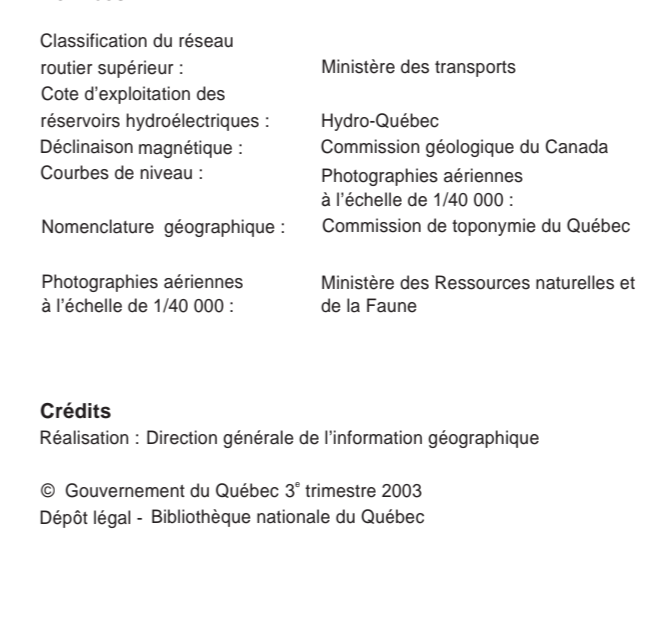 Classification du réseau
routier supérieur : Ministère des transports
Cote d'exploitation des
réservoirs hydroélectriques : Hydro-Québec
Déclinaison magnétique : Commission géologique du Canada
Courbes de niveau : Photographies aériennes
à l'échelle de 1/40 000 :
Nomenclature géographique : Commission de toponymie du Québec
Photographies aériennes Ministère des Ressources naturelles et
à l'échelle de 1/40 000 : de la Faune
Crédits
Réalisation : Direction générale de l'information géographique
© Gouvernement du Québec 3e trimestre 2003
Dépôt légal - Bibliothèque nationale du Québec